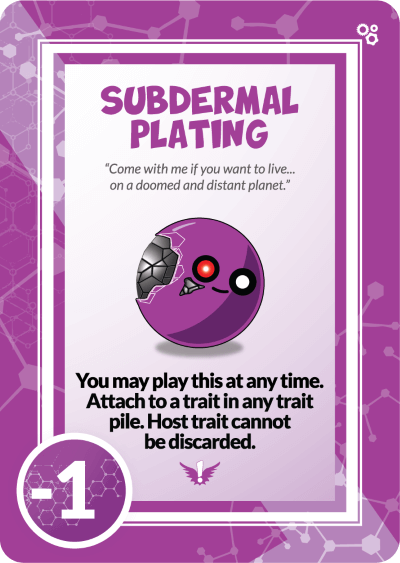 SUBDERMAL
PLATING
“Come with me if you want to live...
on a doomed and distant planet.”
You may play this at any time.
Attach to a trait in any trait
pile. Host trait cannot
be discarded.
!
-1